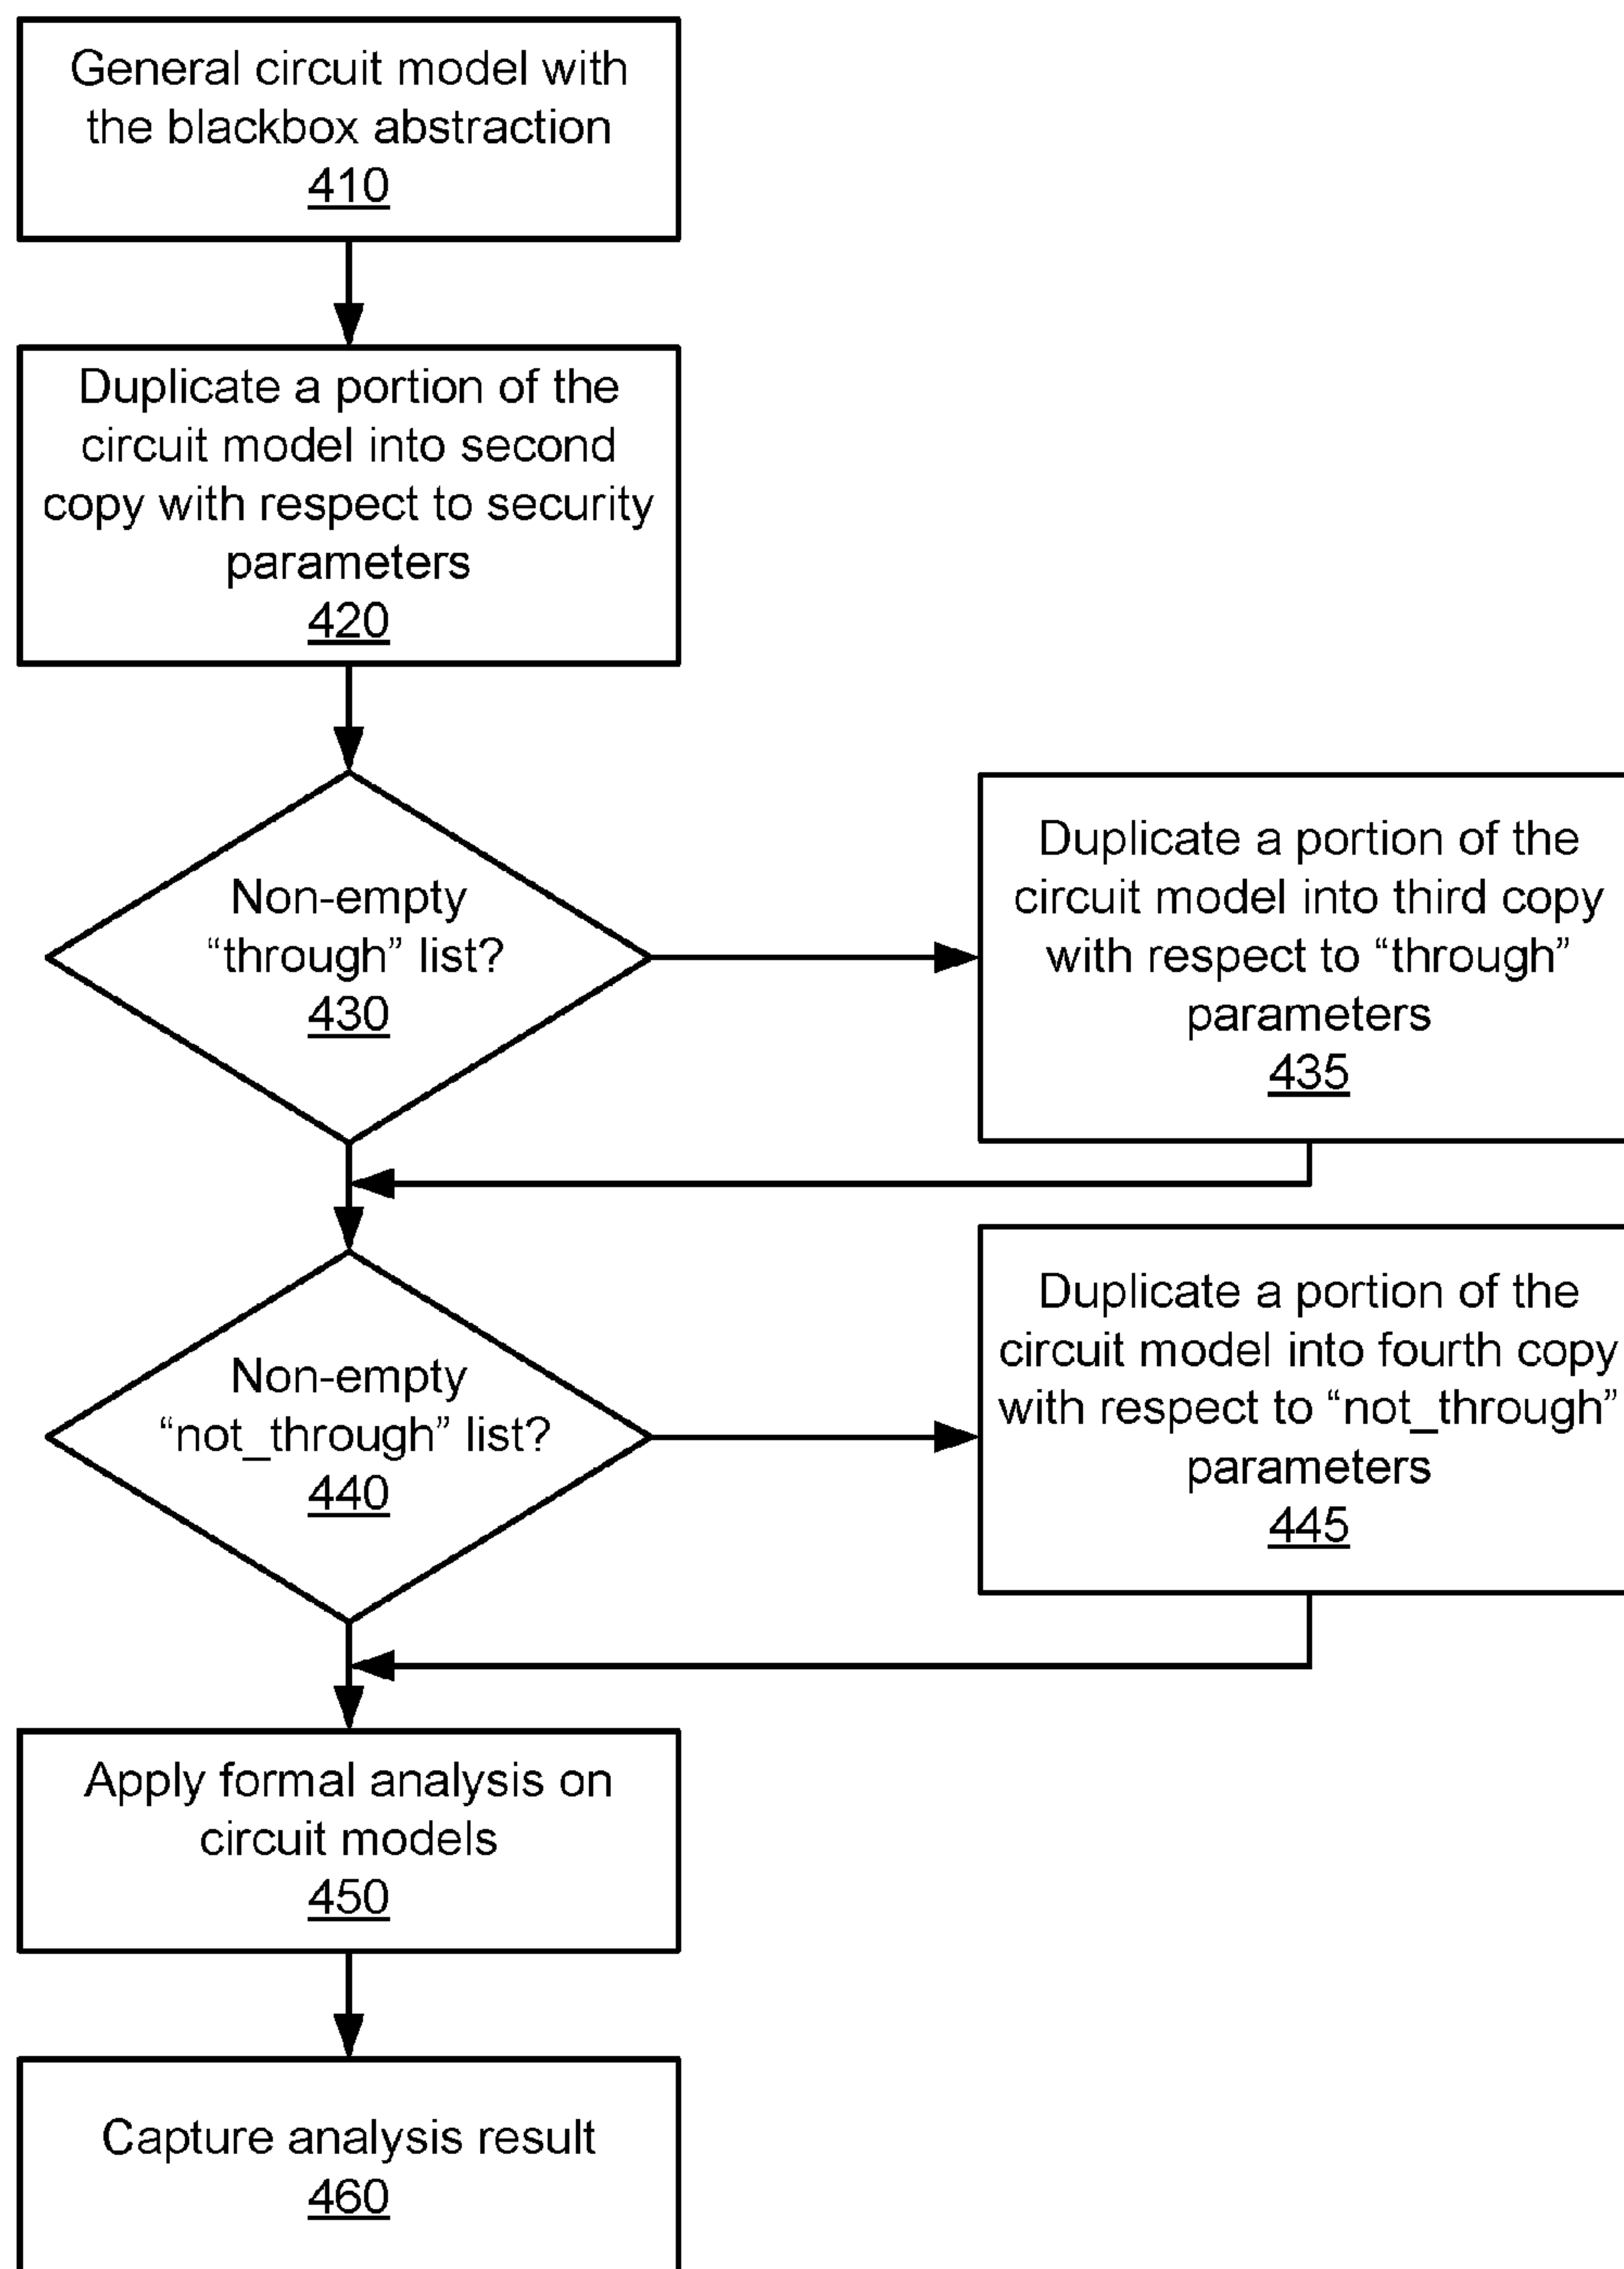 General circuit model with
the blackbox abstraction
410
Duplicate a portion of the
circuit model into second
copy with respect to security
parameters
420
Non-empty
“through” list?
430
Duplicate a portion of the
circuit model into third copy
with respect to “through”
parameters
435
Non-empty
“not_through” list?
440
Duplicate a portion of the
circuit model into fourth copy
with respect to “not_through”
parameters
445
Apply formal analysis on
circuit models
450
Capture analysis result
460